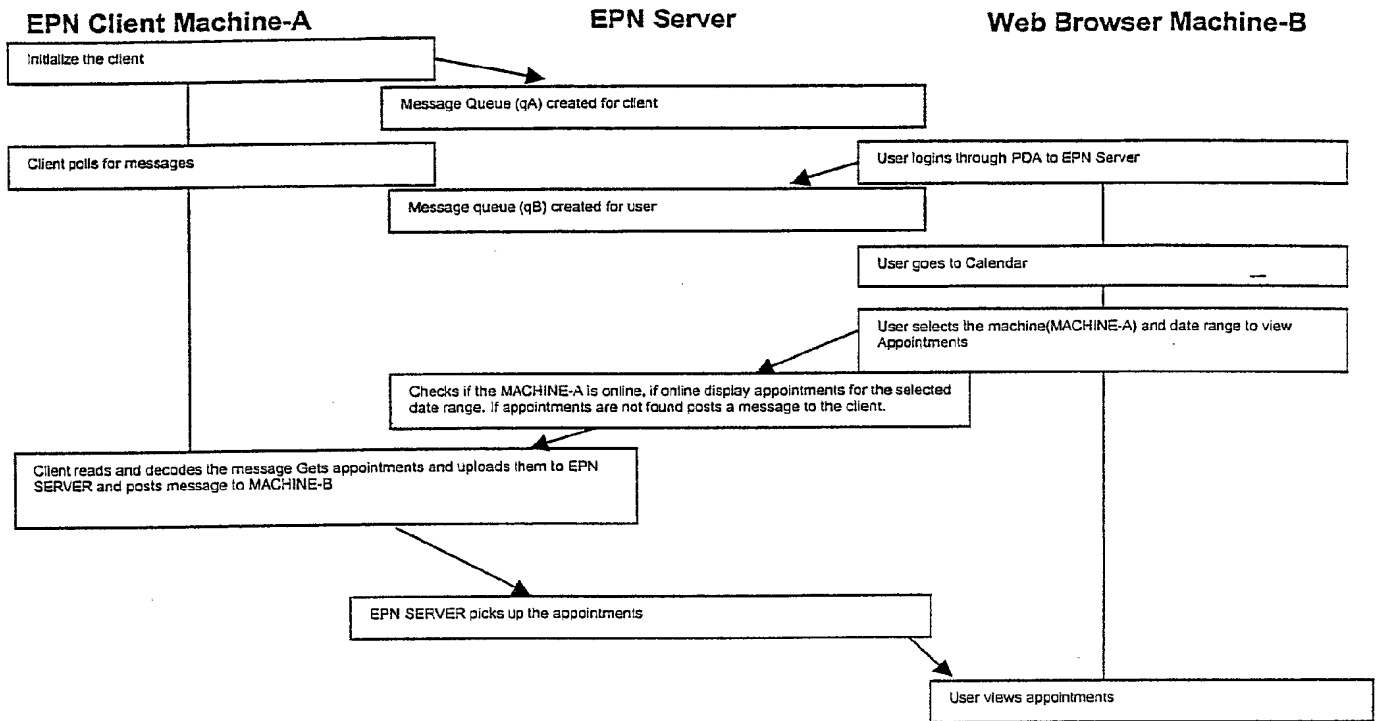 EPN Client Machine-A
EPN Server
Web Browser Machine-B
Initialize the client
Message Queue (qA) created for client
Client polls for messages
User logins through PDA to EPN Server
Message queue (qB) created for user
User goes to Calendar
User selects the machine(MACHINE-A) and date range to view
Appointments
Checks if the MACHINE-A is online, if online display appointments for the selected
date range. If appointments are not found posts a message to the client.
Client reads and decodes the message Gets appointments and uploads them to EPN
SERVER and posts message to MACHINE-B
EPN SERVER picks up the appointments
User views appointments